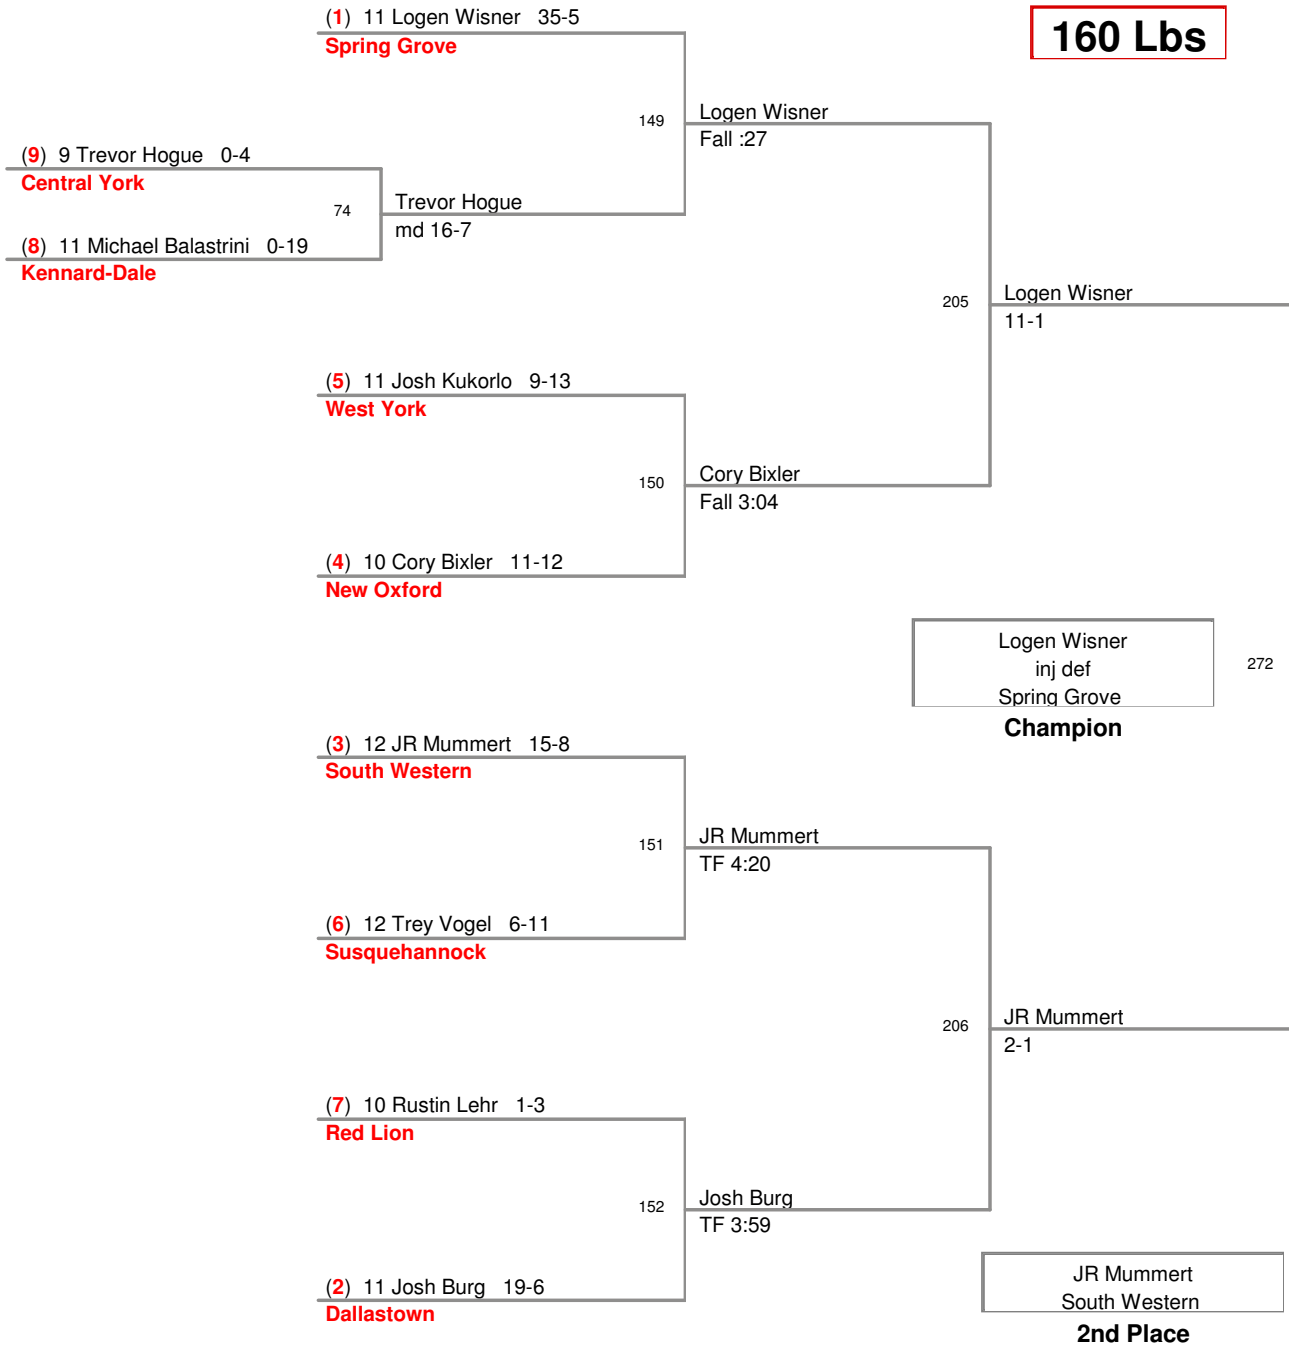 (1) 11 Logen Wisner 35-5
Spring Grove
160 Lbs
149
Logen Wisner
Fall :27
(9) 9 Trevor Hogue 0-4
Central York
74
Trevor Hogue
md 16-7
(8) 11 Michael Balastrini 0-19
Kennard-Dale
205
Logen Wisner
11-1
(5) 11 Josh Kukorlo 9-13
West York
150
Cory Bixler
Fall 3:04
(4) 10 Cory Bixler 11-12
New Oxford
Logen Wisner
inj def
Spring Grove
272
Champion
(3) 12 JR Mummert 15-8
South Western
151
JR Mummert
TF 4:20
(6) 12 Trey Vogel 6-11
Susquehannock
206
JR Mummert
2-1
(7) 10 Rustin Lehr 1-3
Red Lion
152
Josh Burg
TF 3:59
(2) 11 Josh Burg 19-6
Dallastown
JR Mummert
South Western
2nd Place